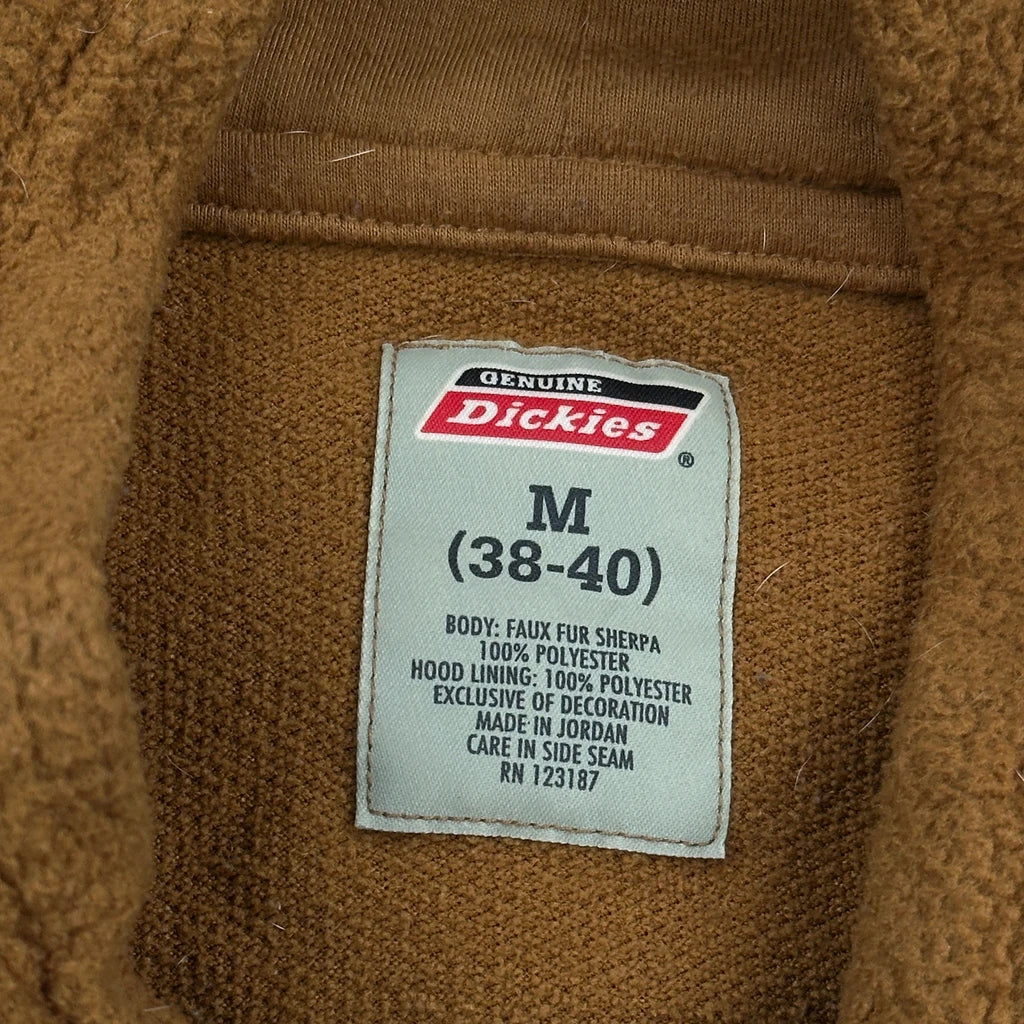 GENUINE
Dickies
®
M
(38-40)
BODY: FAUX FUR SHERPA
100% POLYESTER
HOOD LINING: 100% POLYESTER
EXCLUSIVE OF DECORATION
MADE IN JORDAN
CARE IN SIDE SEAM
RN 123187